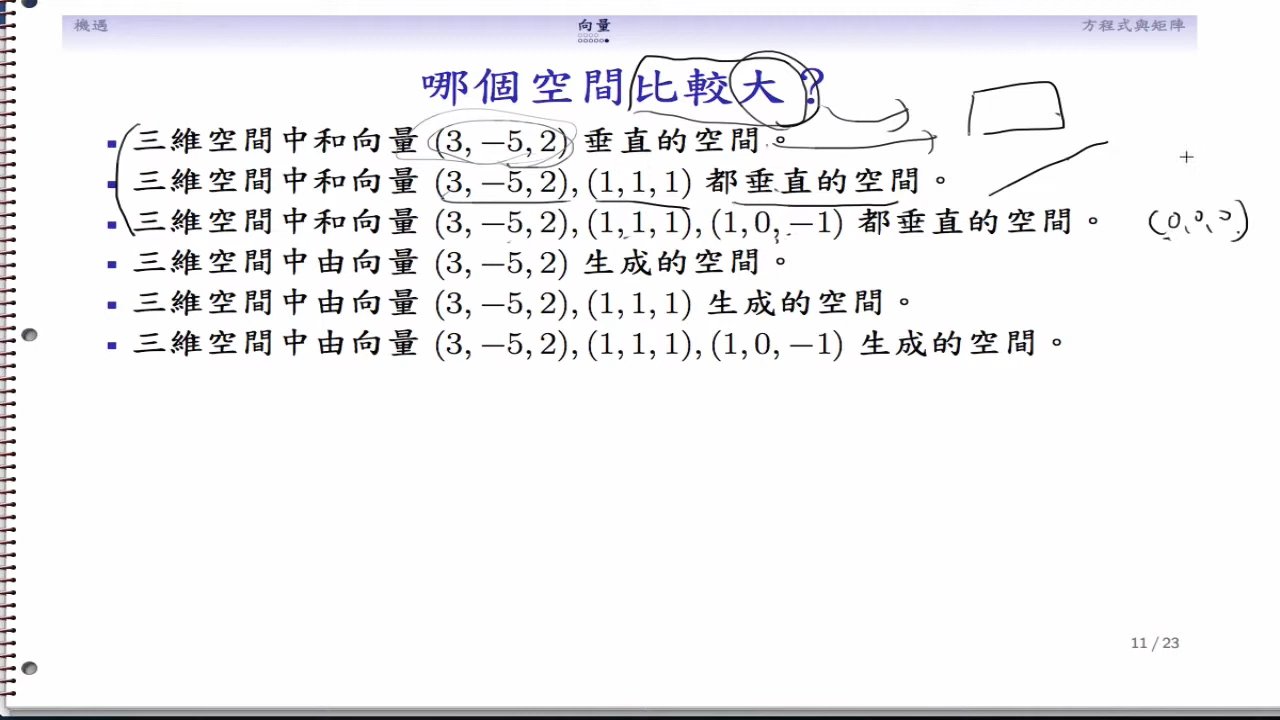 機遇 向量 方程式與矩陣
哪個空間比較大?
三維空間中和向量 (3, −5, 2) 垂直的空間。
三維空間中和向量 (3, −5, 2), (1, 1, 1) 都垂直的空間。
三維空間中和向量 (3, −5, 2), (1, 1, 1), (1, 0, −1) 都垂直的空間。 (0, 0, 0)
三維空間中由向量 (3, −5, 2) 生成的空間。
三維空間中由向量 (3, −5, 2), (1, 1, 1) 生成的空間。
三維空間中由向量 (3, −5, 2), (1, 1, 1), (1, 0, −1) 生成的空間。
11 / 23